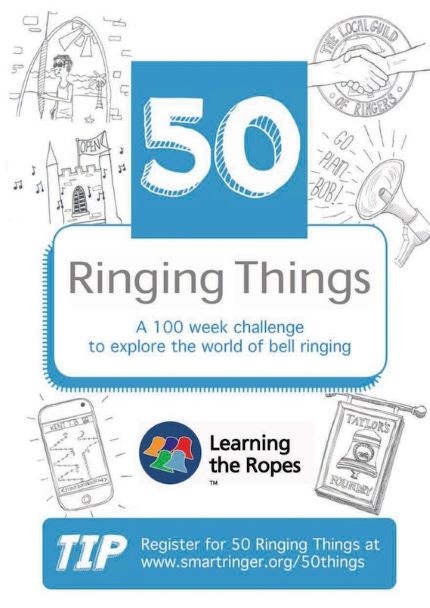 THE LOCAL GUILD
OF RINGERS
50
OPEN
GO
PLAIN
BOB!
Ringing Things
A 100 week challenge
to explore the world of bell ringing
Learning
the Ropes
TM
TAYLOR'S
FOUNDRY
TIP
Register for 50 Ringing Things at
www.smartringer.org/50things